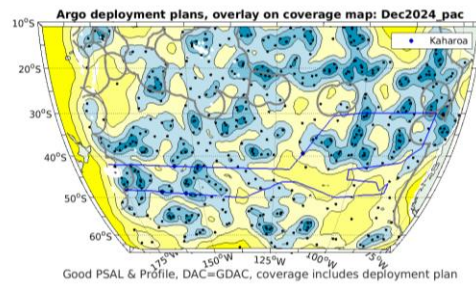 Argo deployment plans, overlay on coverage map: Dec2024_pac
10°S
Kaharoa
20°S
30°S
40°S
50°S
60°S
175°W
150°W
125°W
100°W
75°W
Good PSAL & Profile, DAC=GDAC, coverage includes deployment plan